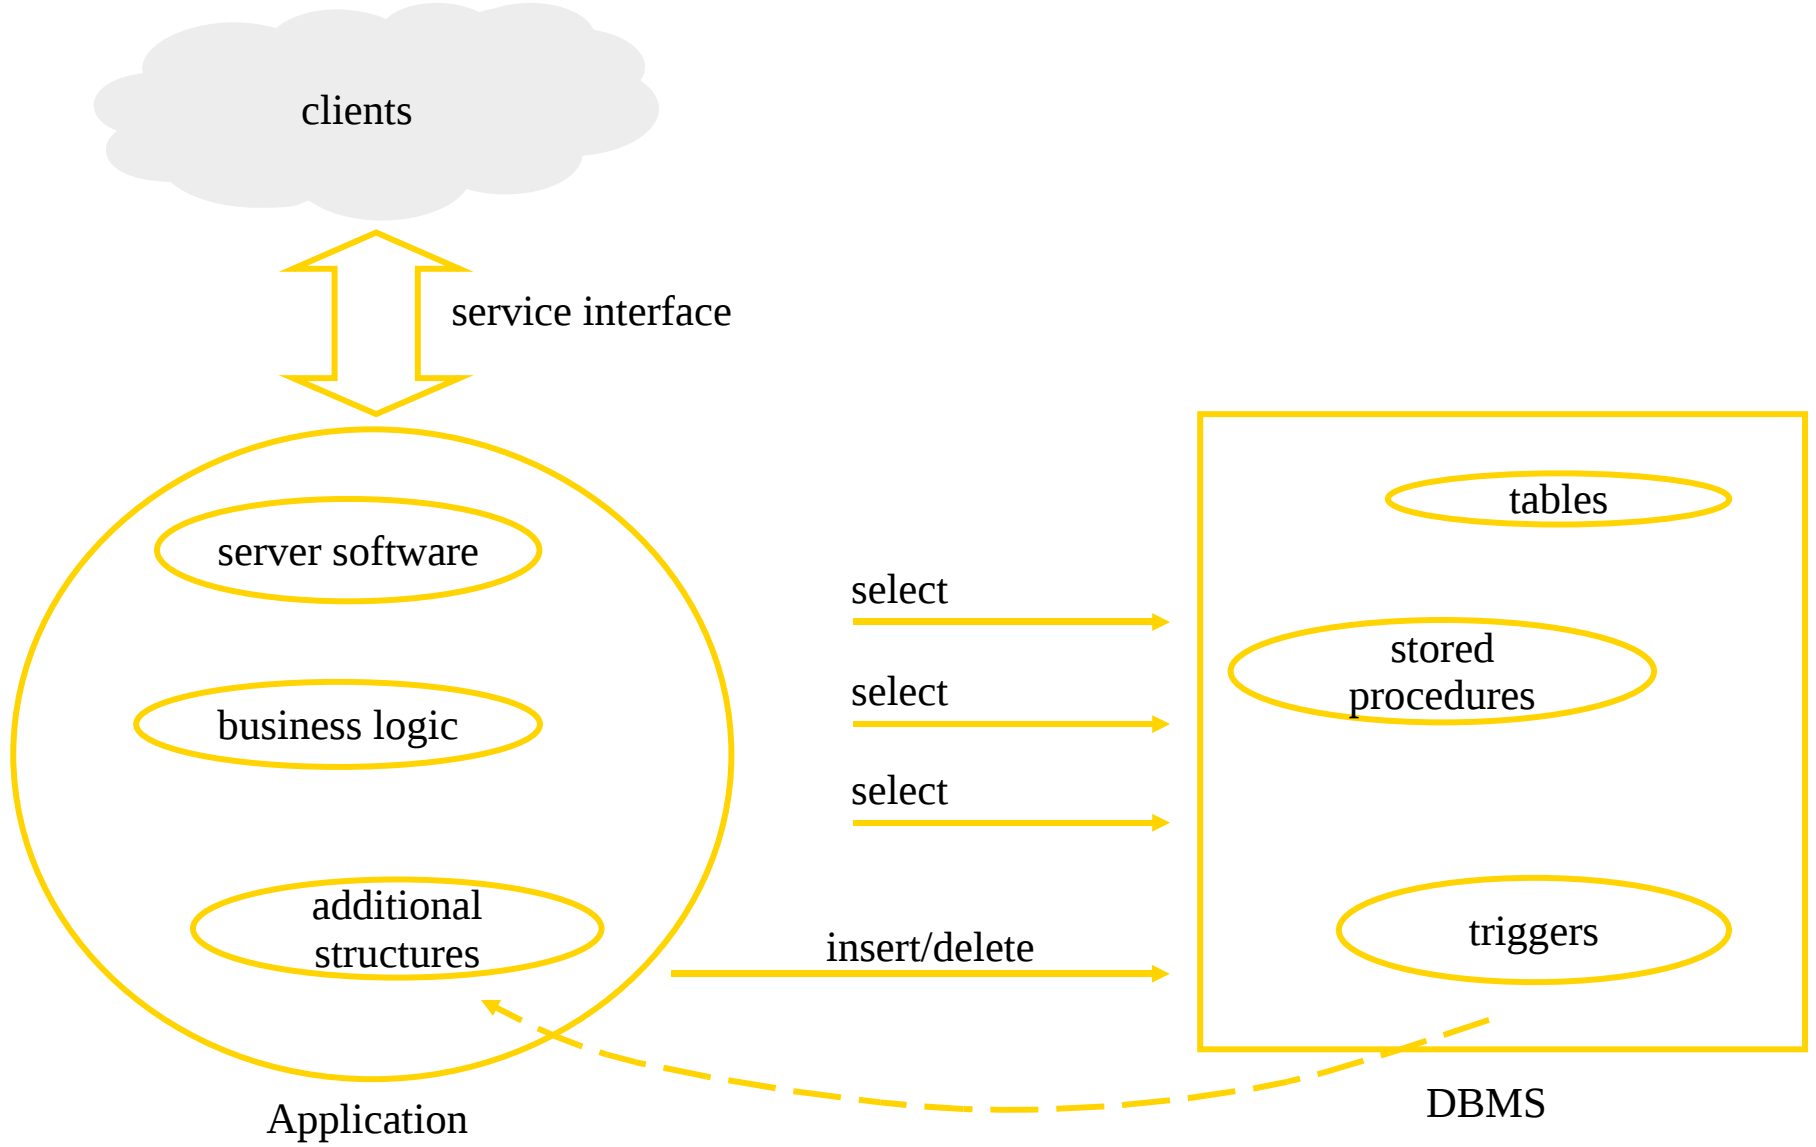 clients
service interface
server software
business logic
additional
structures
Application
select
select
select
insert/delete
tables
stored
procedures
triggers
DBMS